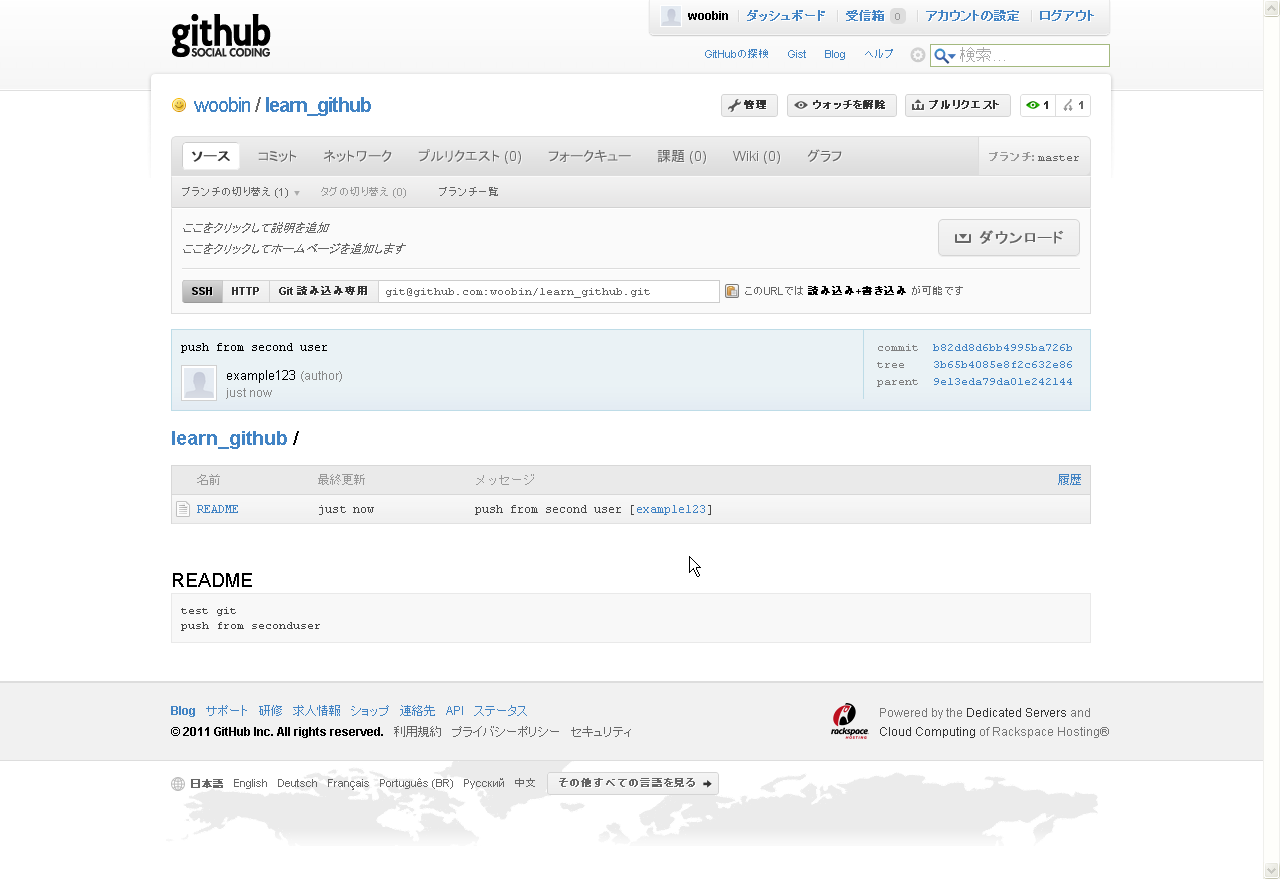 github
SOCIAL CODING
woobin ダッシュボード 受信箱 0 アカウントの設定 ログアウト
GitHubの探検 Gist Blog ヘルプ 検索...
woobin / learn_github
管理 ウォッチを解除 プルリクエスト 1 1
ソース コミット ネットワーク プルリクエスト (0) フォークキュー 課題 (0) Wiki (0) グラフ ブランチ: master
ブランチの切り替え (1) タグの切り替え (0) ブランチ一覧
ここをクリックして説明を追加
ここをクリックしてホームページを追加します
ダウンロード
SSH HTTP Git 読み込み専用 git@github.com:woobin/learn_github.git このURLでは 読み込み+書き込み が可能です
push from second user
example123 (author)
just now
commit b82dd8d6bb4995ba726b
tree 3b65b4085e8f2c632e86
parent 9e13eda79da01e242144
learn_github /
名前 最終更新 メッセージ 履歴
README just now push from second user [example123]
README
test git
push from seconduser
Blog サポート 研修 求人情報 ショップ 連絡先 API ステータス
© 2011 GitHub Inc. All rights reserved. 利用規約 プライバシーポリシー セキュリティ
rackspace
HOSTING
Powered by the Dedicated Servers and
Cloud Computing of Rackspace Hosting®
日本語 English Deutsch Français Português (BR) Русский 中文 その他すべての言語を見る